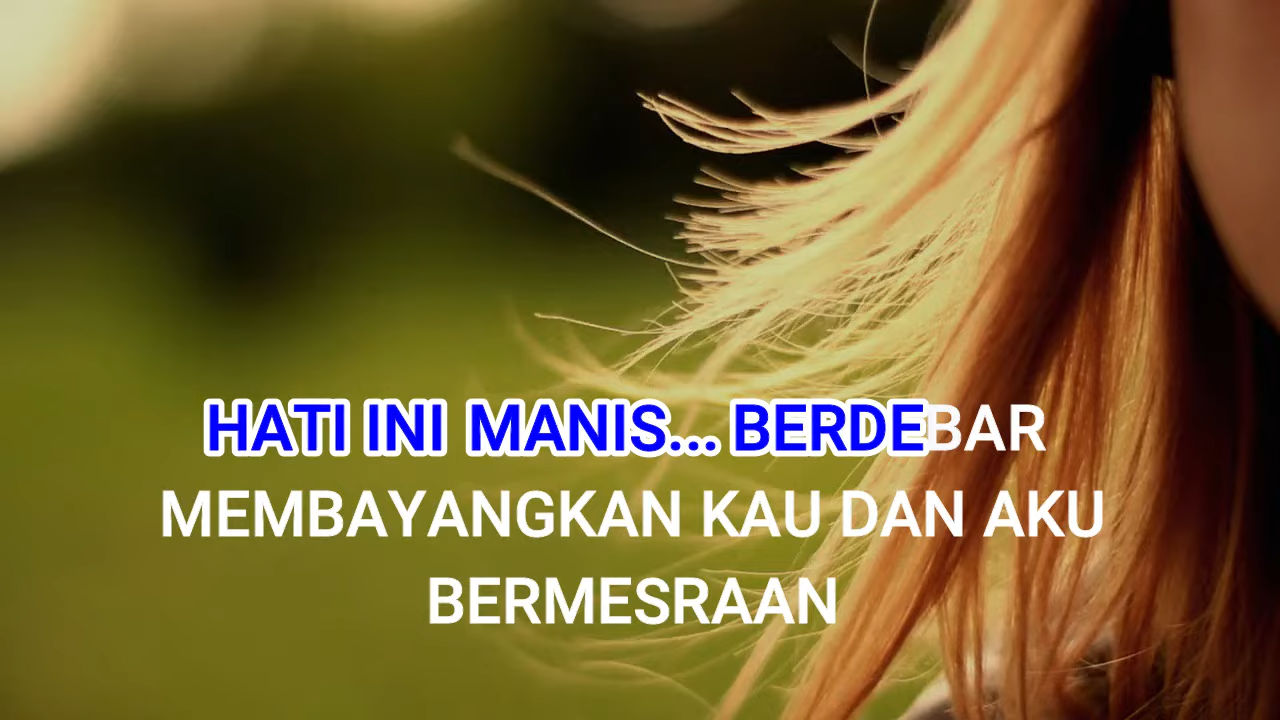 HATI INI MANIS... BERDEBAR
MEMBAYANGKAN KAU DAN AKU
BERMESRAAN